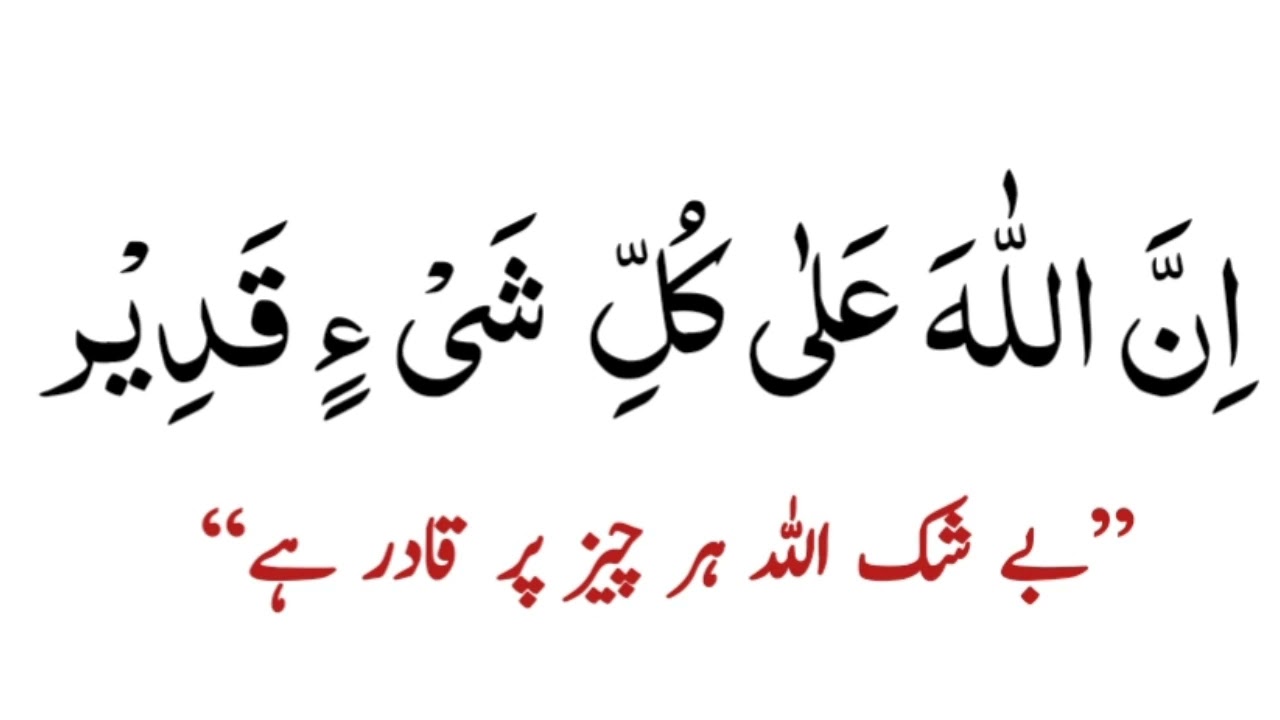 اِنَّ اللّٰهَ عَلٰی کُلِّ شَیْءٍ قَدِیْر
”بے شک اللہ ہر چیز پر قادر ہے“